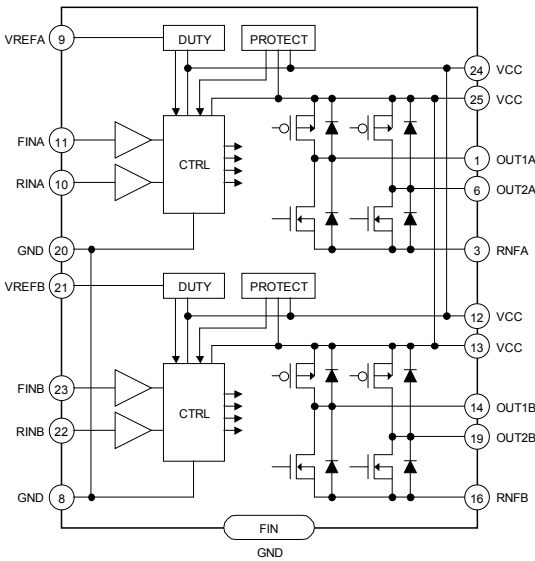 VREFA 9 DUTY PROTECT
24 VCC
25 VCC
FINA 11
CTRL
1 OUT1A
RINA 10
6 OUT2A
GND 20
3 RNFA
VREFB 21 DUTY PROTECT
12 VCC
13 VCC
FINB 23
CTRL
14 OUT1B
RINB 22
19 OUT2B
GND 8
16 RNFB
FIN
GND